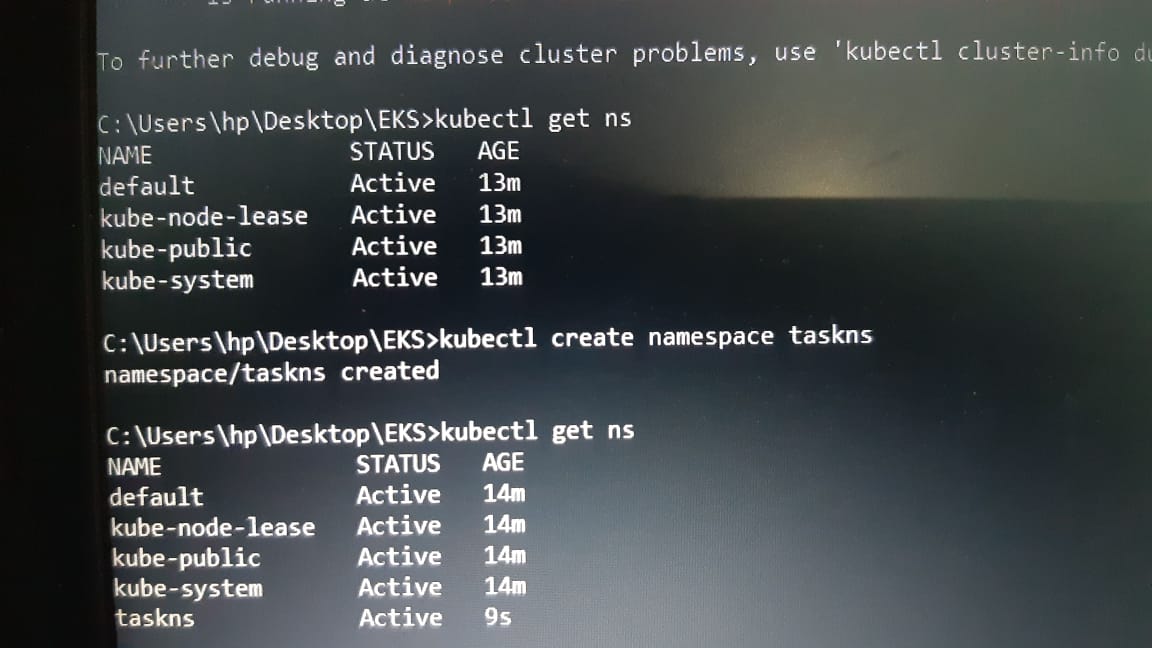 To further debug and diagnose cluster problems, use 'kubectl cluster-info
C:\Users\hp\Desktop\EKS>kubectl get ns
NAME STATUS AGE
default Active 13m
kube-node-lease Active 13m
kube-public Active 13m
kube-system Active 13m
C:\Users\hp\Desktop\EKS>kubectl create namespace taskns
namespace/taskns created
C:\Users\hp\Desktop\EKS>kubectl get ns
NAME STATUS AGE
default Active 14m
kube-node-lease Active 14m
kube-public Active 14m
kube-system Active 14m
taskns Active 9s